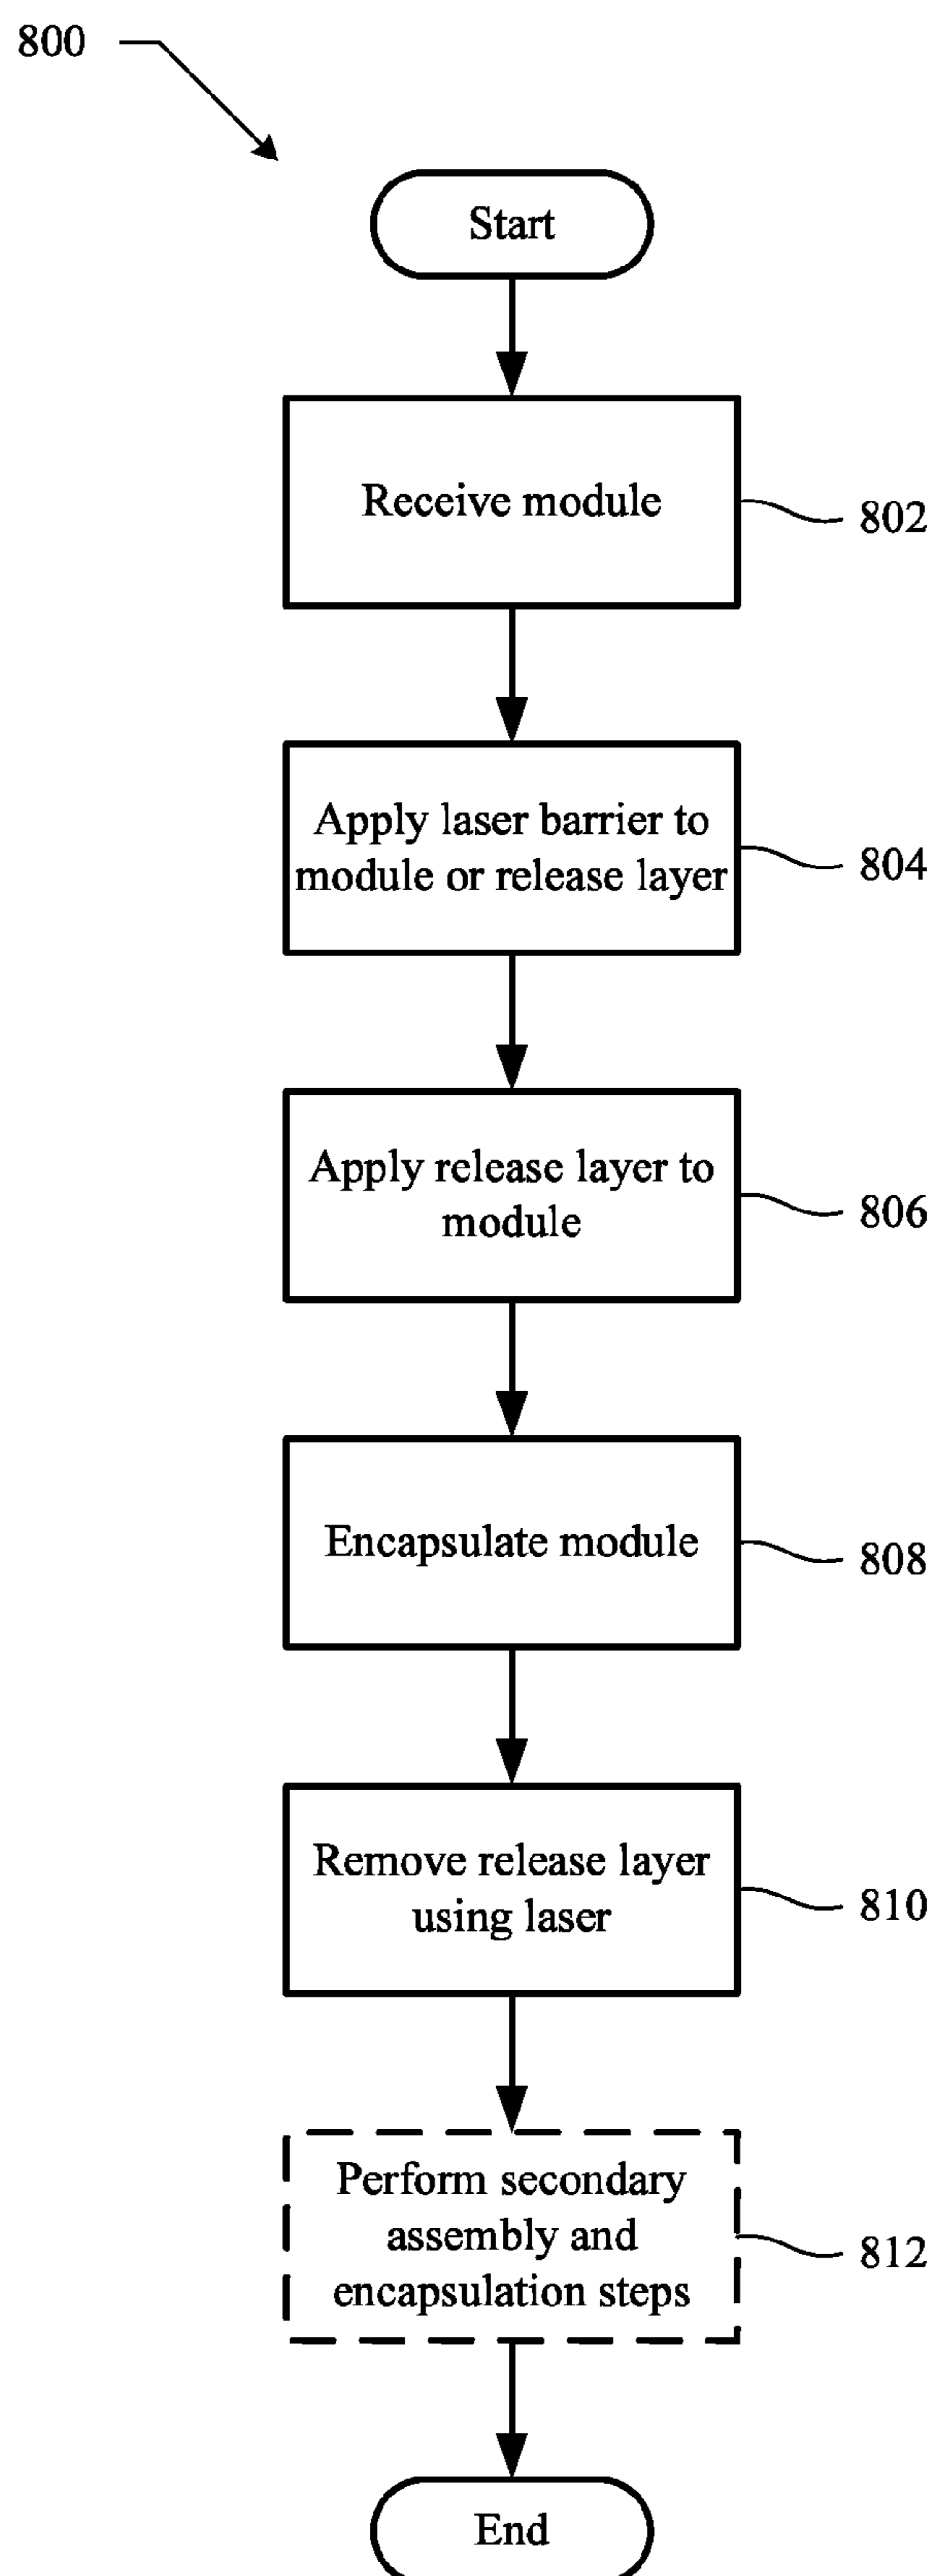 800
Start
Receive module
802
Apply laser barrier to
module or release layer
804
Apply release layer to
module
806
Encapsulate module
808
Remove release layer
using laser
810
Perform secondary
assembly and
encapsulation steps
812
End